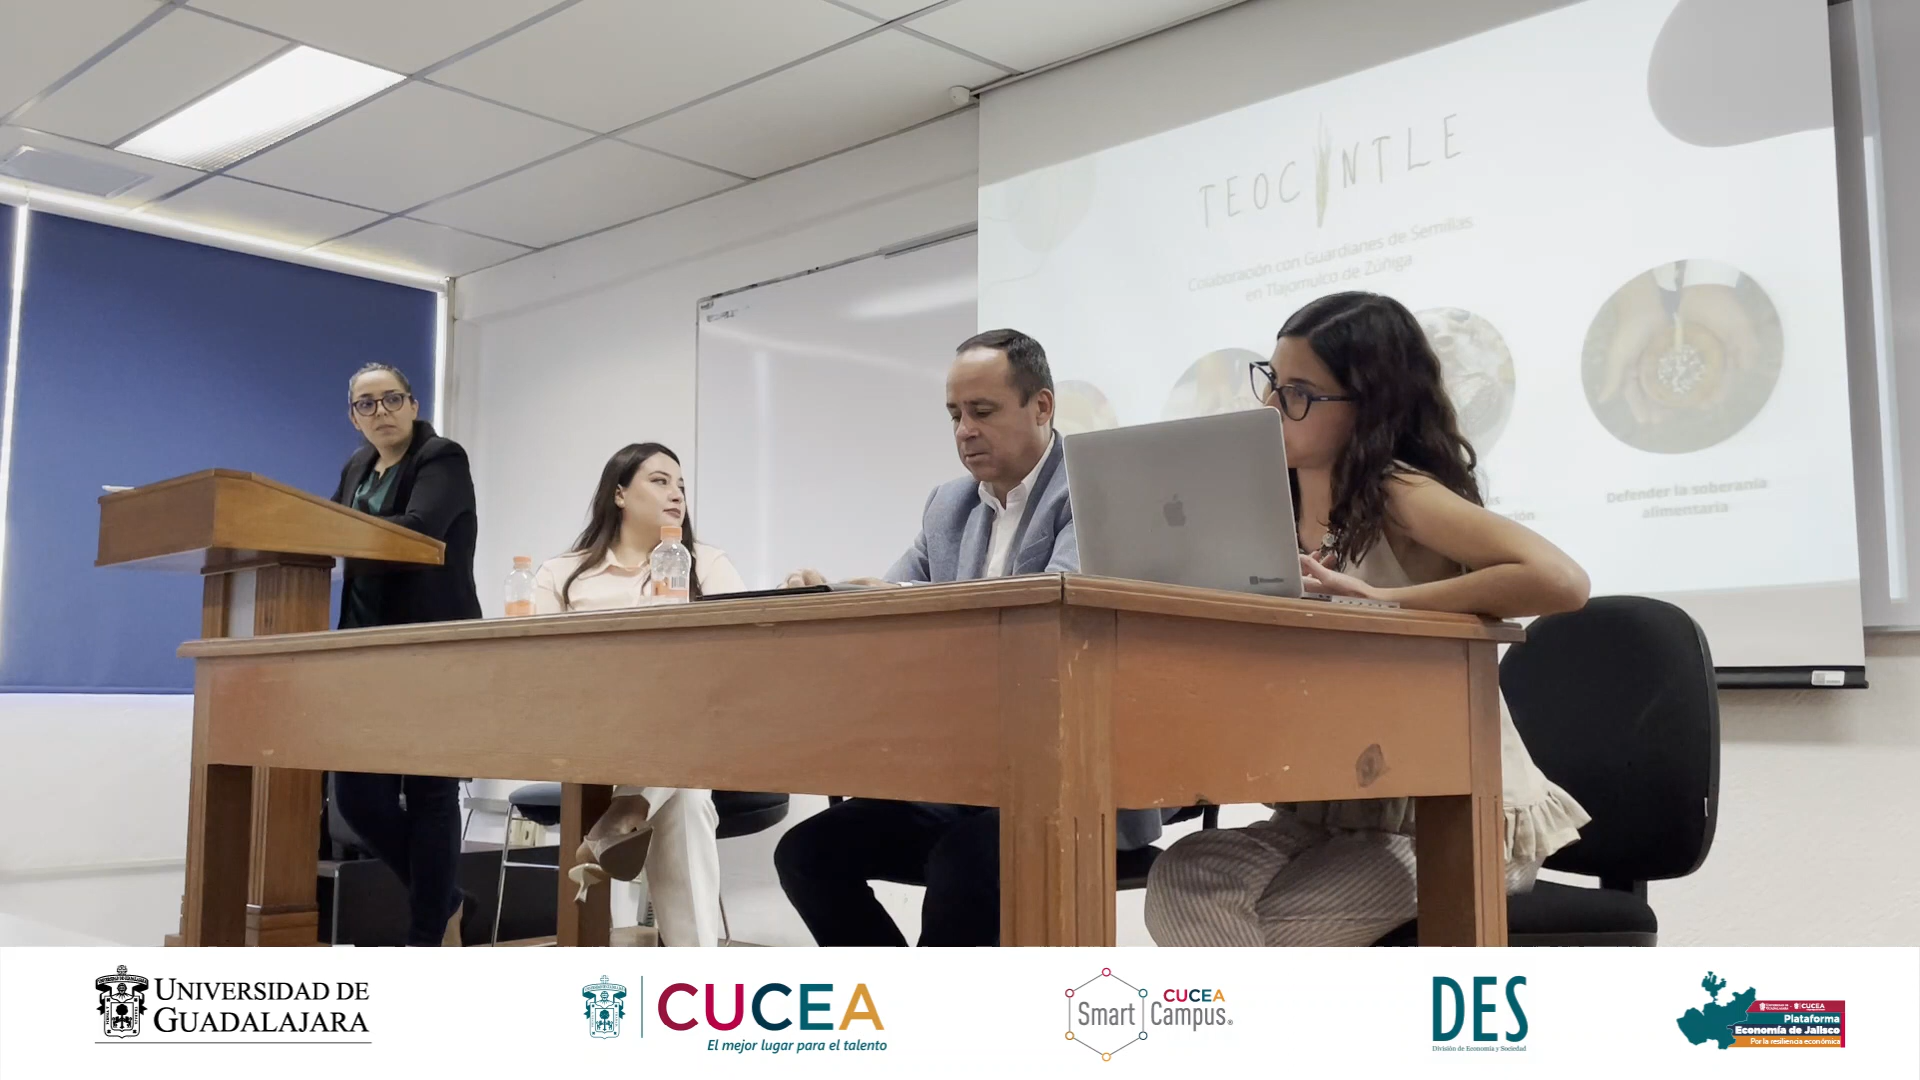 TEOCINTLE
Colaboración con Guardianes de Semillas
en Tlajomulco de Zúñiga
Defender la soberanía
alimentaria
UNIVERSIDAD DE
GUADALAJARA
CUCEA
El mejor lugar para el talento
CUCEA
Smart Campus.
DES
División de Economía y Sociedad
CUCEA
Plataforma
Economía de Jalisco
Por la resiliencia económica